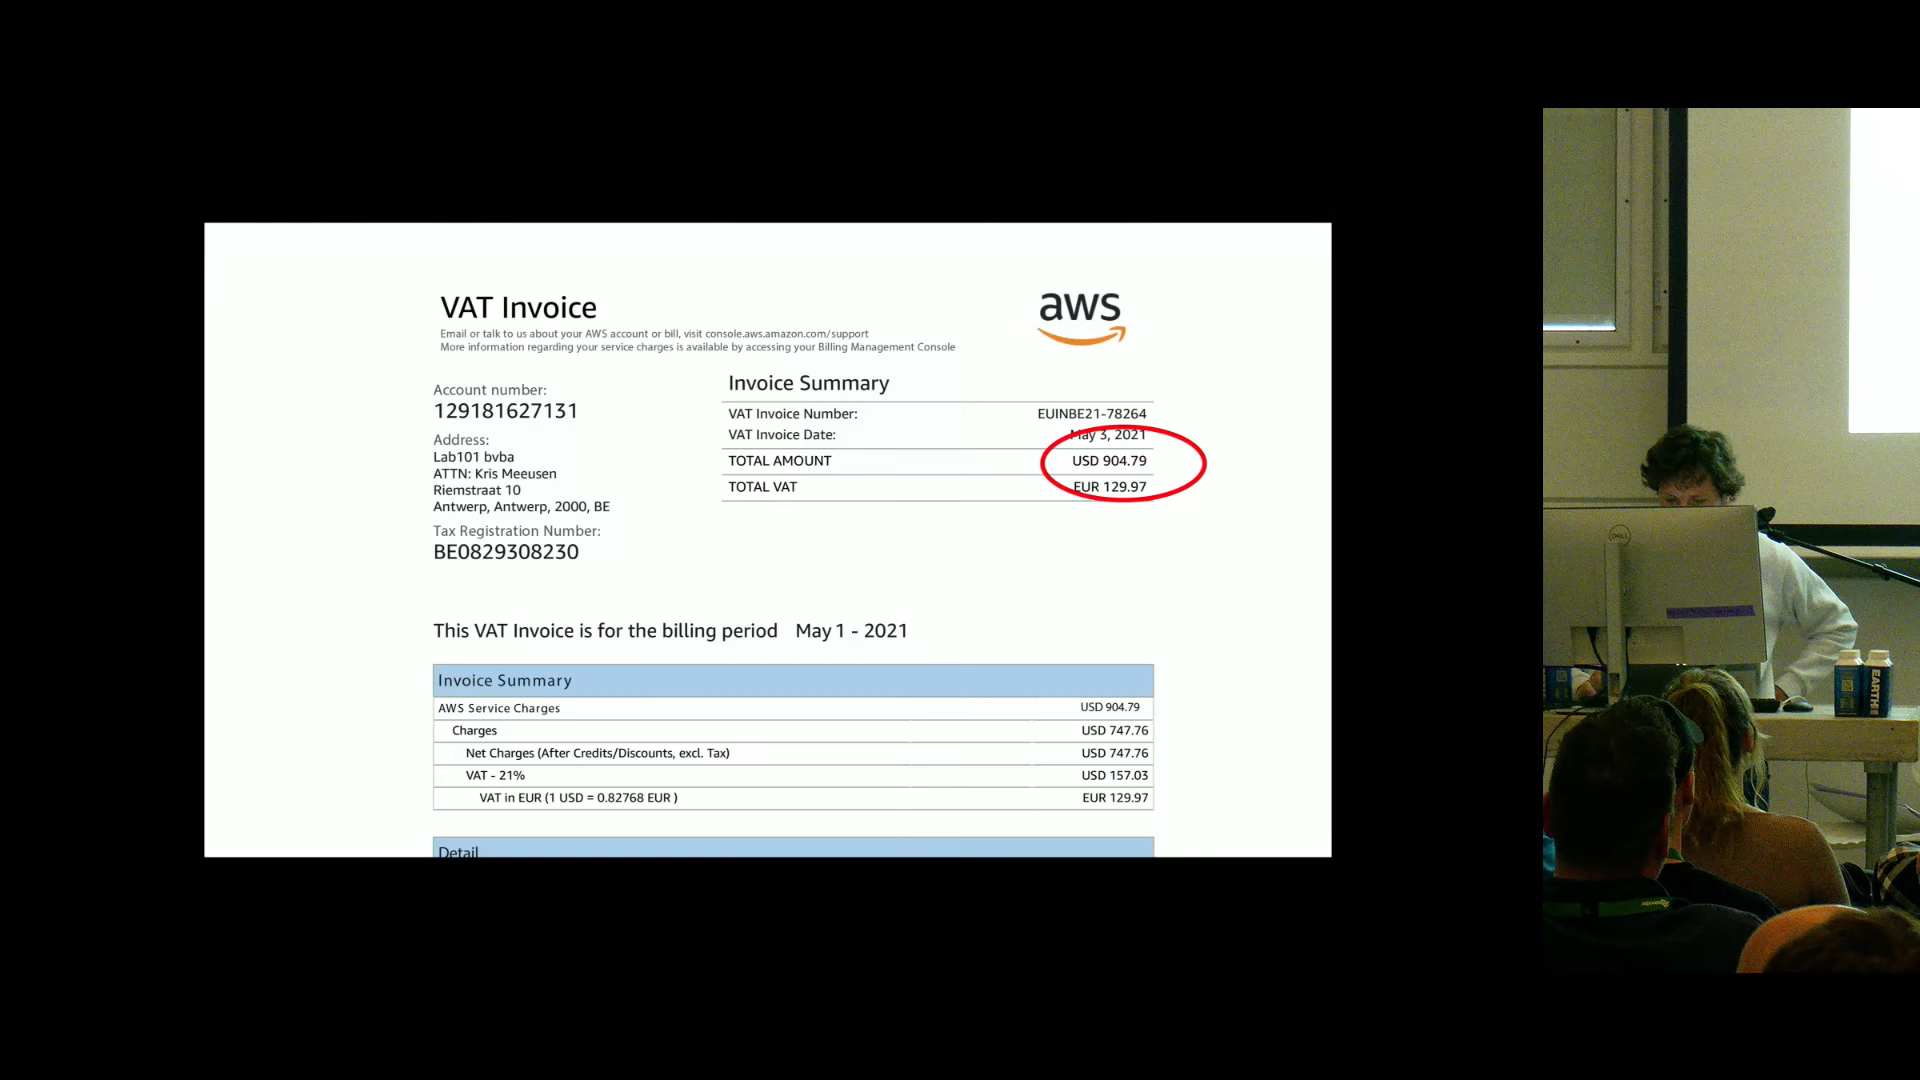 VAT Invoice
Email or talk to us about your AWS account or bill, visit console.aws.amazon.com/support
More information regarding your service charges is available by accessing your Billing Management Console
aws
Account number:
129181627131
Address:
Lab101 bvba
ATTN: Kris Meeusen
Riemstraat 10
Antwerp, Antwerp, 2000, BE
Tax Registration Number:
BE0829308230
Invoice Summary
VAT Invoice Number: EUINBE21-78264
VAT Invoice Date: May 3, 2021
TOTAL AMOUNT USD 904.79
TOTAL VAT EUR 129.97
This VAT Invoice is for the billing period May 1 - 2021
Invoice Summary
AWS Service Charges USD 904.79
Charges USD 747.76
Net Charges (After Credits/Discounts, excl. Tax) USD 747.76
VAT - 21% USD 157.03
VAT in EUR (1 USD = 0.82768 EUR ) EUR 129.97
Detail
DELL
EARTH